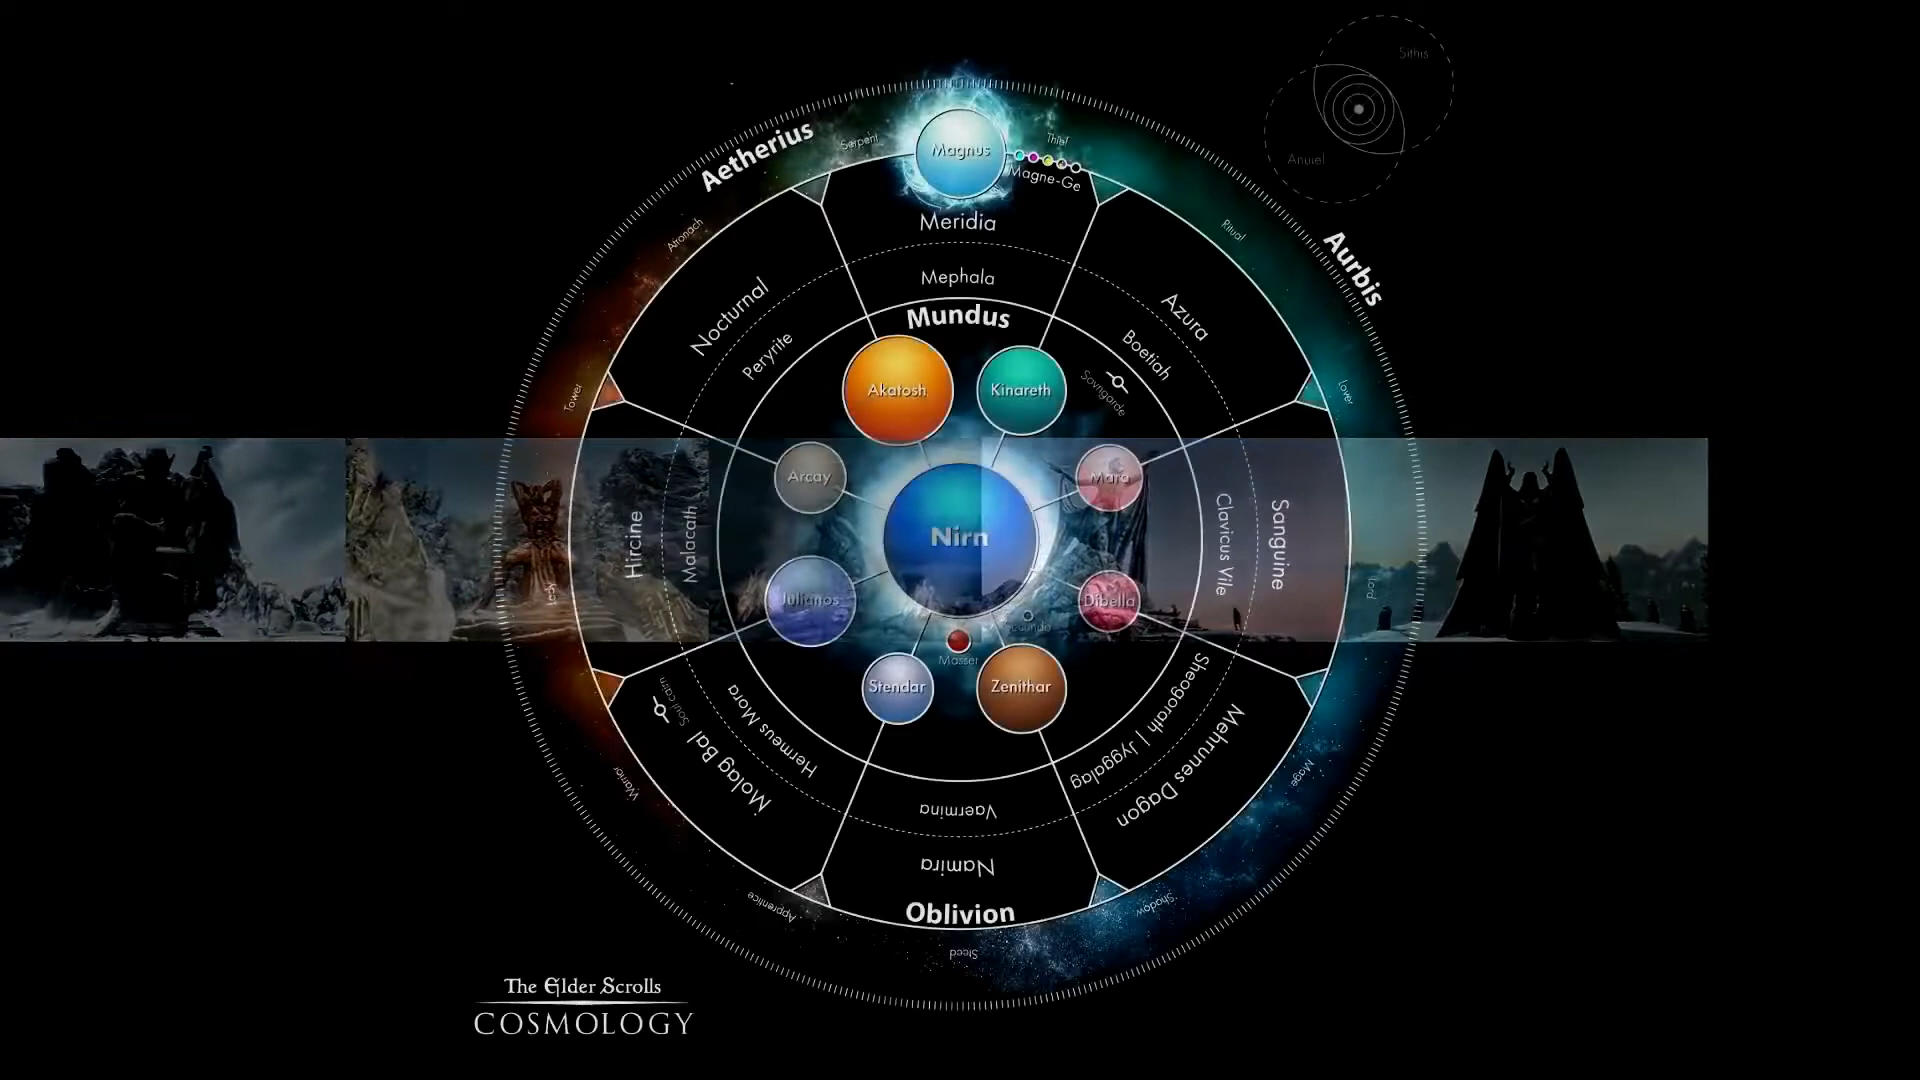 Sithis
Anuiel
Aurbis
Aetherius
Serpent
Magnus
Thief
Magne-Ge
Atronach
Ritual
Meridia
Mephala
Nocturnal
Peryrite
Azura
Boetiah
Mundus
Sovngarde
Tower
Lover
Akatosh
Kinareth
Arcay
Mara
Nirn
Hircine
Malacath
Clavicus Vile
Sanguine
Lady
Lord
Julianos
Dibella
Secunda
Masser
Stendar
Zenithar
Soul Cairn
Molag Bal
Hermeus Mora
Sheogorath | Jyggalag
Mehrunes Dagon
Warrior
Mage
Vaermina
Namira
Oblivion
Apprentice
Shadow
Steed
The Elder Scrolls
COSMOLOGY